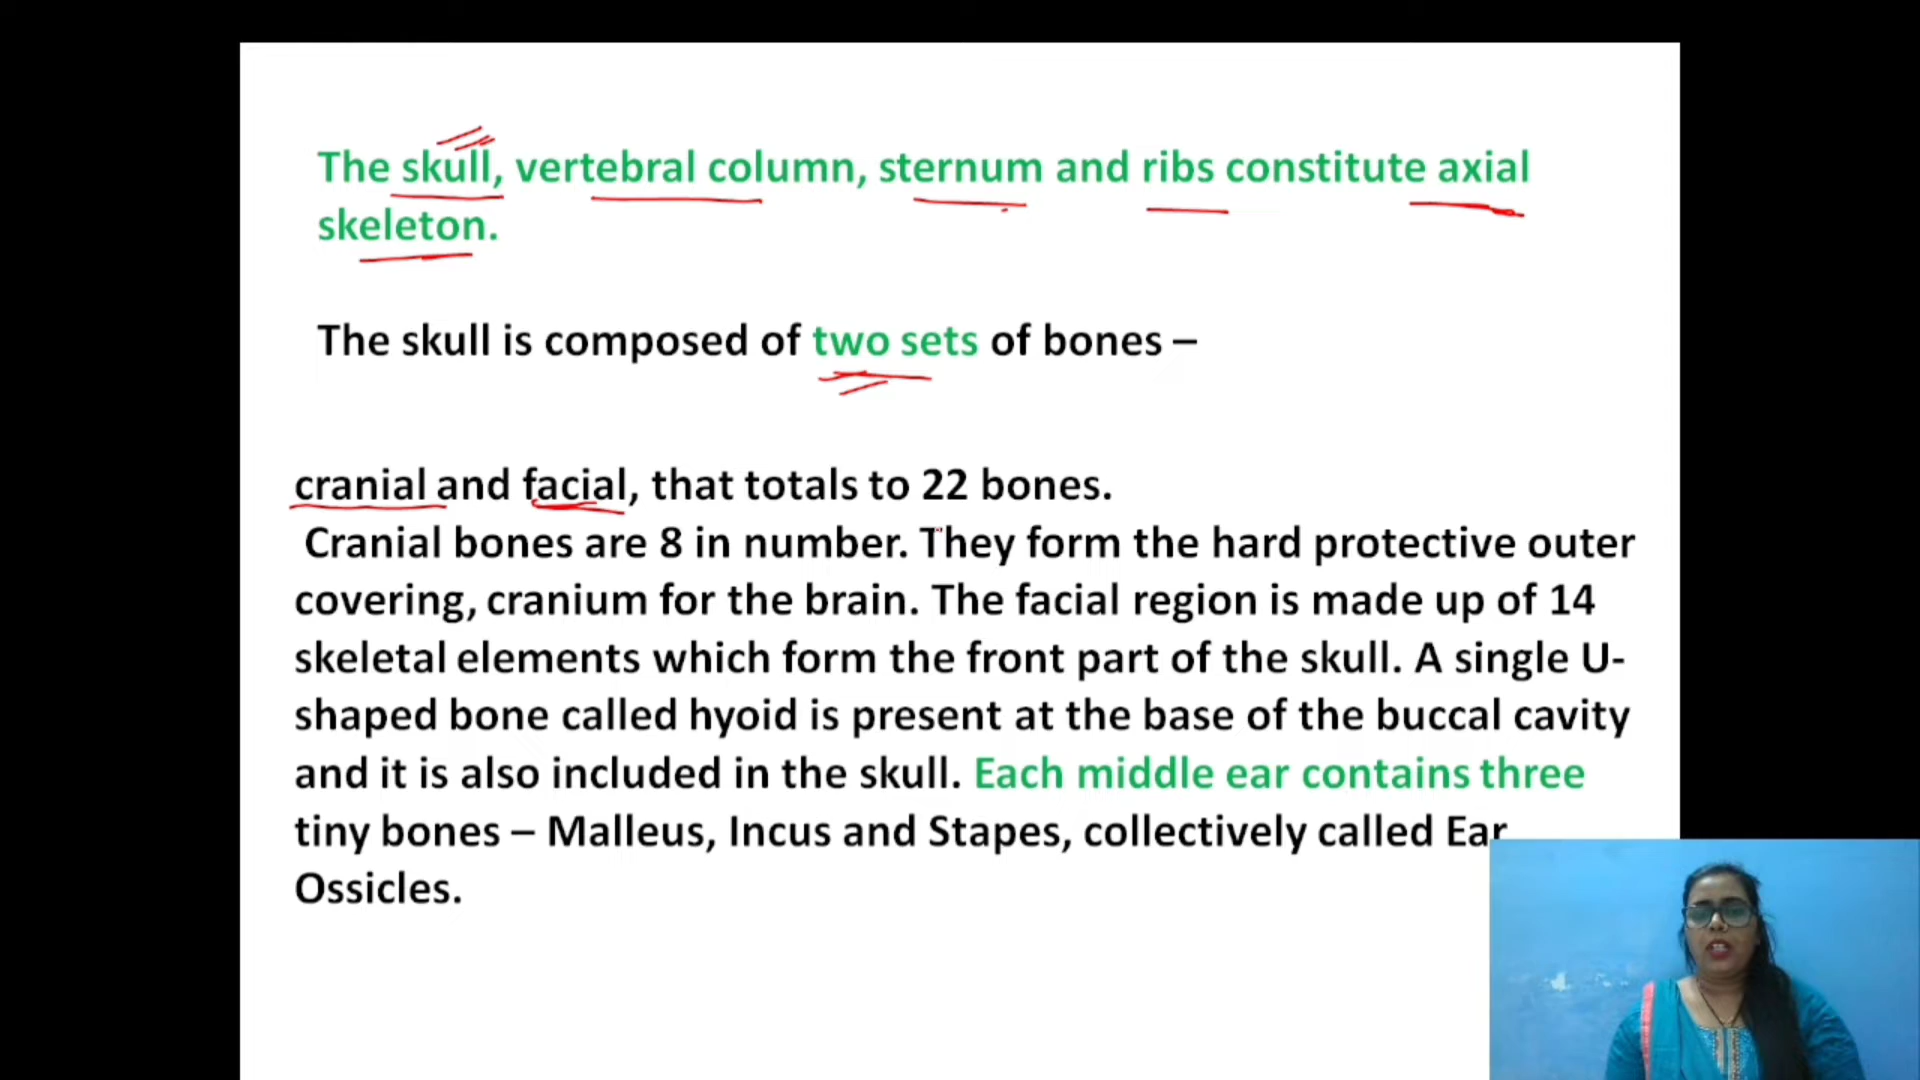 The skull, vertebral column, sternum and ribs constitute axial
skeleton.
The skull is composed of two sets of bones –
cranial and facial, that totals to 22 bones.
Cranial bones are 8 in number. They form the hard protective outer
covering, cranium for the brain. The facial region is made up of 14
skeletal elements which form the front part of the skull. A single U-
shaped bone called hyoid is present at the base of the buccal cavity
and it is also included in the skull. Each middle ear contains three
tiny bones – Malleus, Incus and Stapes, collectively called Ear
Ossicles.